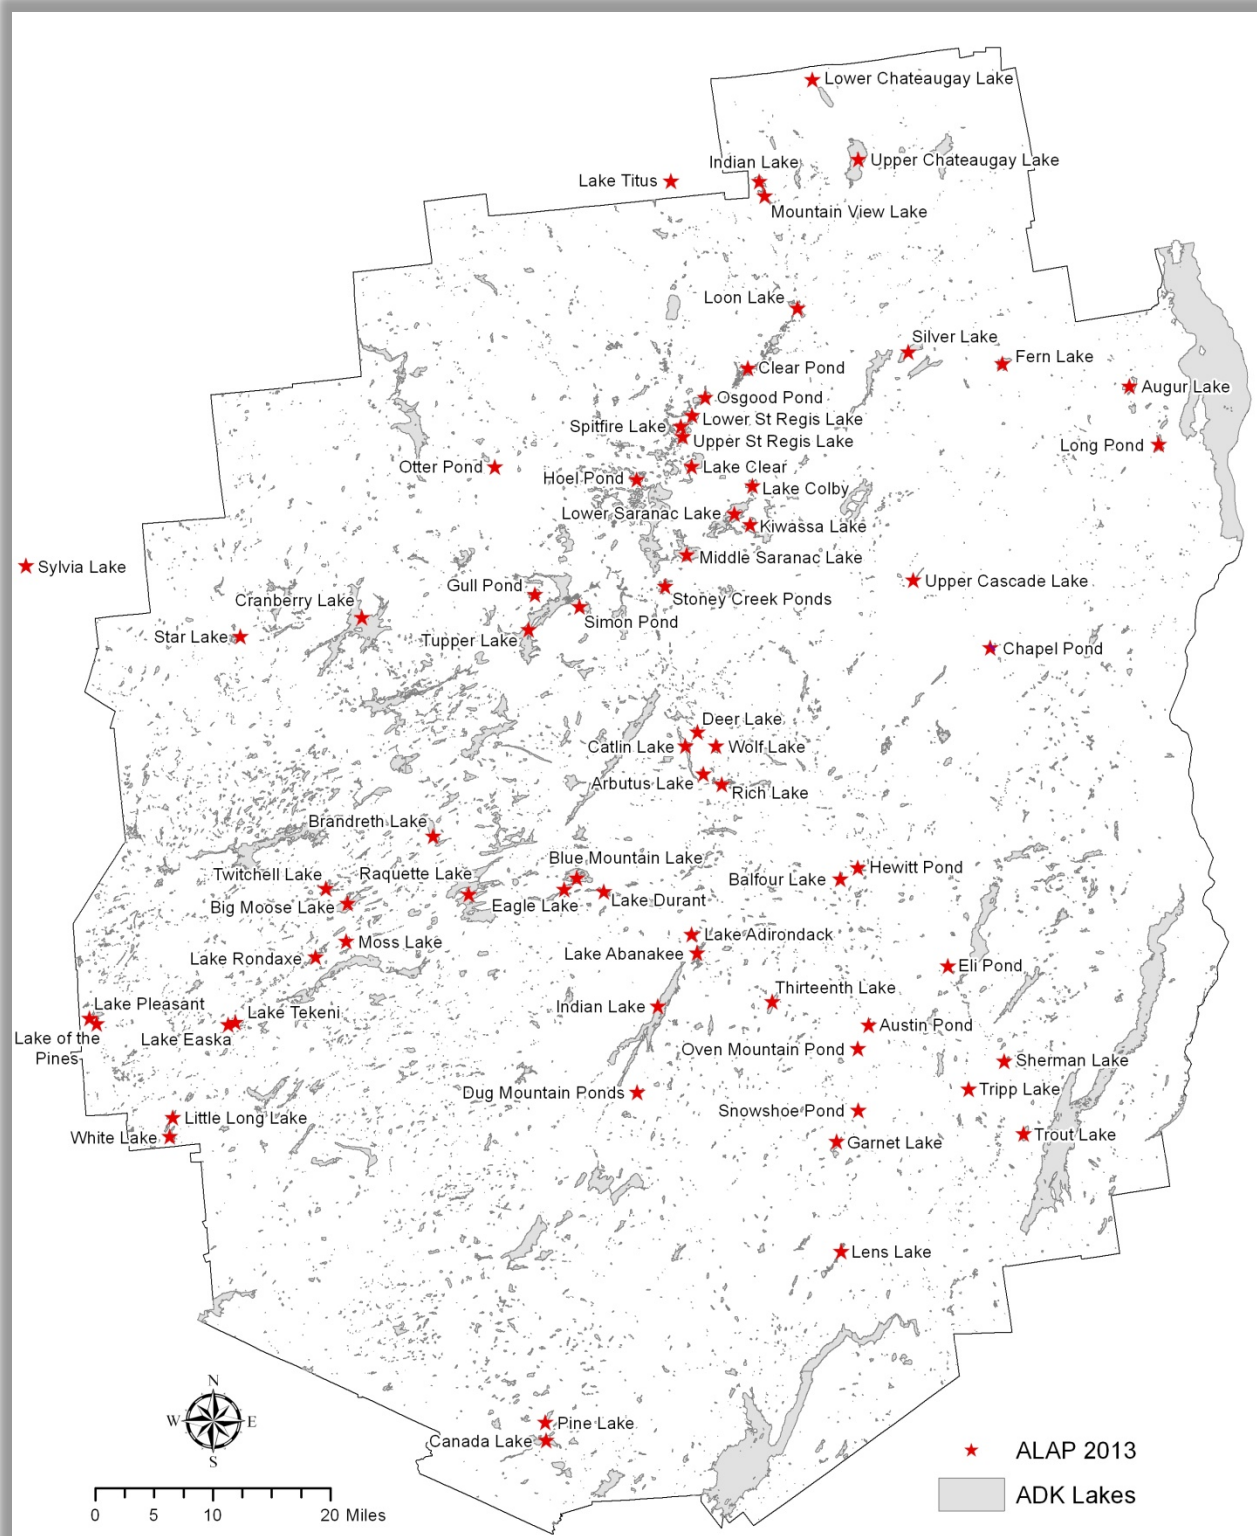 Lower Chateaugay Lake
Upper Chateaugay Lake
Indian Lake
Lake Titus
Mountain View Lake
Loon Lake
Silver Lake
Fern Lake
Clear Pond
Augur Lake
Osgood Pond
Lower St Regis Lake
Spitfire Lake
Upper St Regis Lake
Long Pond
Otter Pond
Lake Clear
Hoel Pond
Lake Colby
Lower Saranac Lake
Kiwassa Lake
Middle Saranac Lake
Sylvia Lake
Upper Cascade Lake
Gull Pond
Stoney Creek Ponds
Cranberry Lake
Simon Pond
Star Lake
Tupper Lake
Chapel Pond
Deer Lake
Catlin Lake
Wolf Lake
Arbutus Lake
Rich Lake
Brandreth Lake
Blue Mountain Lake
Hewitt Pond
Twitchell Lake
Raquette Lake
Balfour Lake
Big Moose Lake
Eagle Lake
Lake Durant
Lake Adirondack
Moss Lake
Lake Abanakee
Lake Rondaxe
Eli Pond
Thirteenth Lake
Lake Pleasant
Indian Lake
Lake Tekeni
Austin Pond
Lake of the
Pines
Lake Easka
Oven Mountain Pond
Sherman Lake
Dug Mountain Ponds
Tripp Lake
Snowshoe Pond
Little Long Lake
White Lake
Trout Lake
Garnet Lake
Lens Lake
N
W E
S
Pine Lake
Canada Lake
ALAP 2013
ADK Lakes
0 5 10 20 Miles